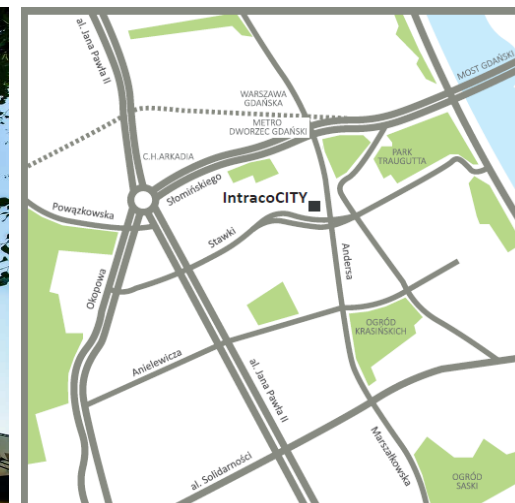 al. Jana Pawła II
MOST GDAŃSKI
WARSZAWA
GDAŃSKA
METRO
DWORZEC GDAŃSKI
C.H.ARKADIA
PARK
TRAUGUTTA
Słomińskiego
IntracoCITY
Powązkowska
Stawki
Andersa
Okopowa
OGRÓD
KRASIŃSKICH
Anielewicza
al. Jana Pawła II
Marszałkowska
al. Solidarności
OGRÓD
SASKI